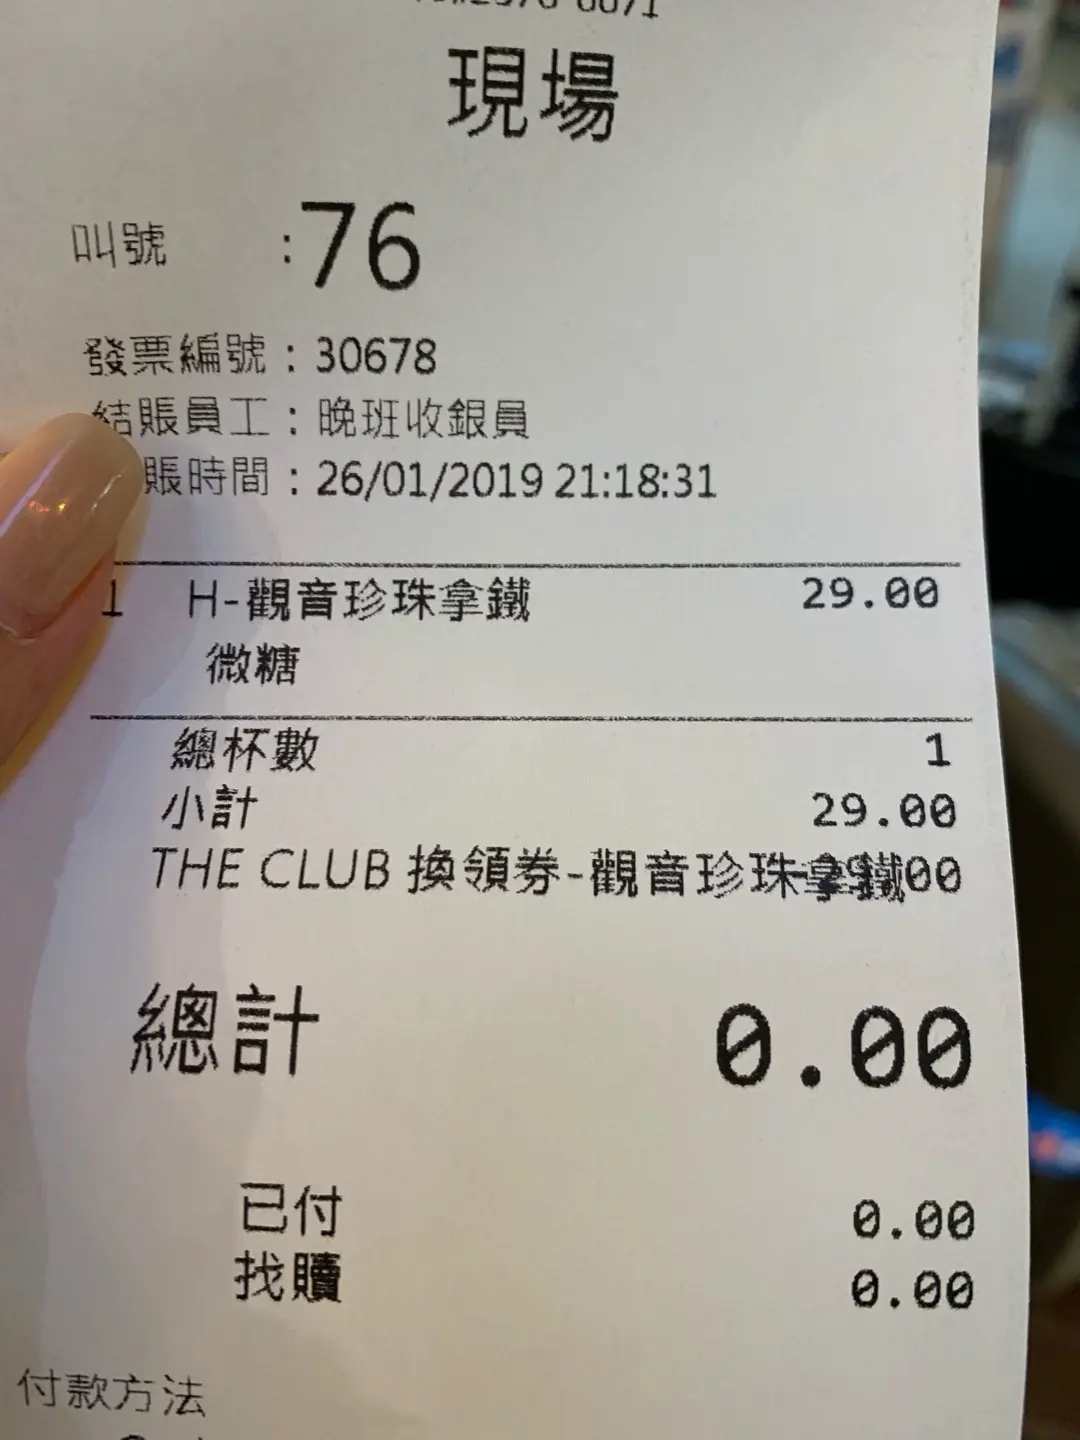 現場
叫號 :76
發票編號 : 30678
結賬員工 : 晚班收銀員
賬時間 : 26/01/2019 21:18:31
1 H-觀音珍珠拿鐵 29.00
微糖
總杯數 1
小計 29.00
THE CLUB 換領券-觀音珍珠拿鐵 -29.00
總計 0.00
已付 0.00
找贖 0.00
付款方法